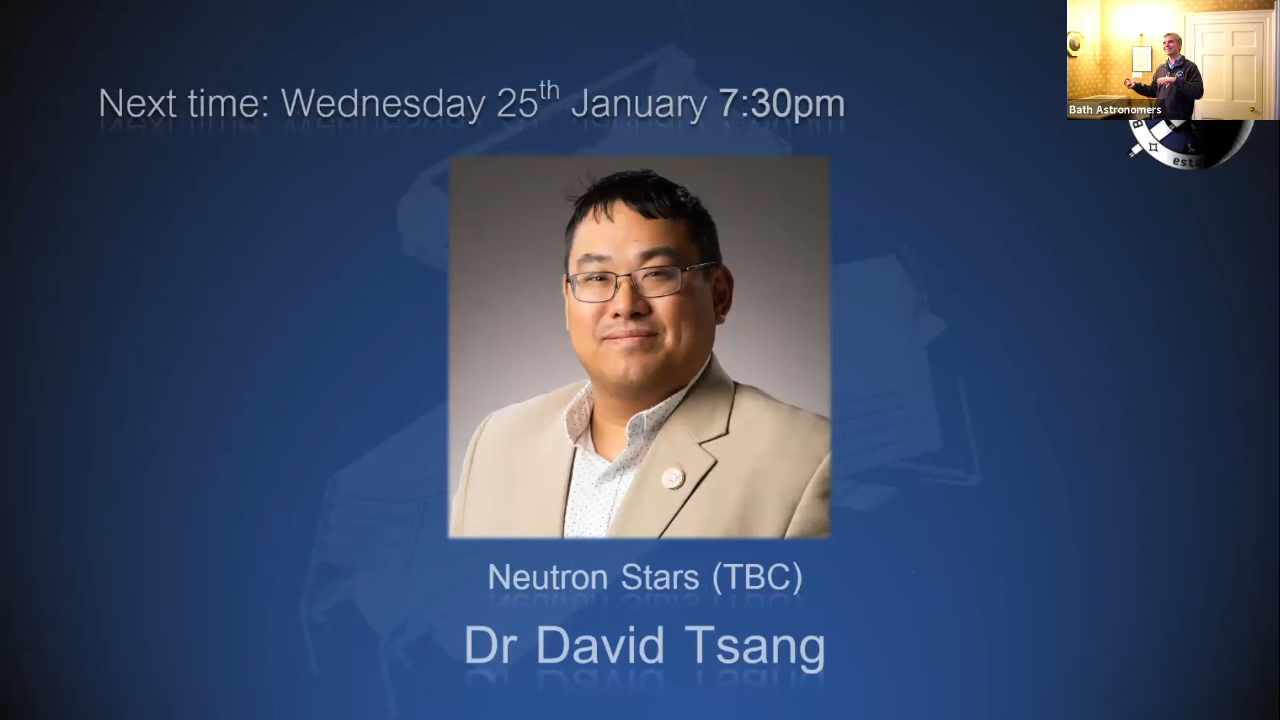 Next time: Wednesday 25th January 7:30pm
Bath Astronomers
Neutron Stars (TBC)
Dr David Tsang